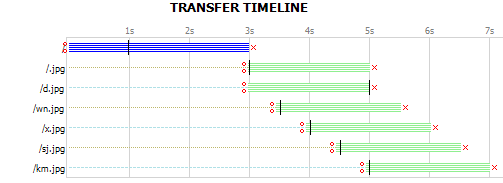 TRANSFER TIMELINE
1s 2s 3s 4s 5s 6s 7s
/
/.jpg
/d.jpg
/wn.jpg
/x.jpg
/sj.jpg
/km.jpg